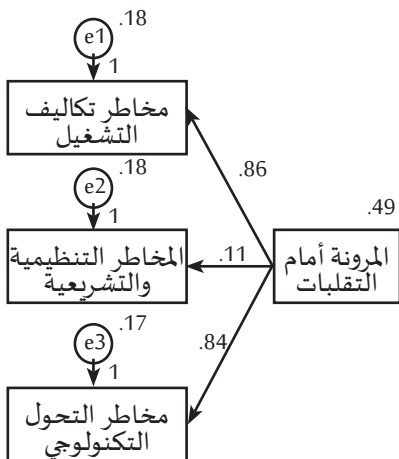 .18
e1
1
مخاطر تكاليف
التشغيل
.86
.18
e2
1
.49
المخاطر التنظيمية
والتشريعية
.11
المرونة أمام
التقلبات
.17
e3
1
.84
مخاطر التحول
التكنولوجي